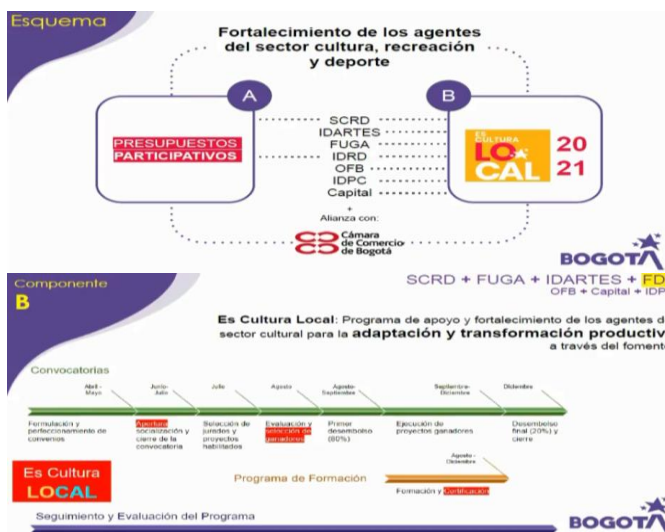 Esquema
Fortalecimiento de los agentes
del sector cultura, recreación
y deporte
A
B
PRESUPUESTOS
PARTICIPATIVOS
SCRD
IDARTES
FUGA
IDRD
OFB
IDPC
Capital
+
Alianza con:
Cámara
de Comercio
de Bogotá
ES
CULTURA
LO
CAL
20
21
BOGOTÁ
Componente
B
SCRD + FUGA + IDARTES + FD
OFB + Capital + IDP
Es Cultura Local: Programa de apoyo y fortalecimiento de los agentes d
sector cultural para la adaptación y transformación productiv
a través del foment
Convocatorias
Abril -
Mayo
Junio-
Julio
Julio
Agosto
Agosto-
Septiembre
Septiembre-
Diciembre
Diciembre
Formulación y
perfeccionamiento de
convenios
Apertura
socialización y
cierre de la
convocatoria
Selección de
jurados y
proyectos
habilitados
Evaluación y
selección de
ganadores
Primer
desembolso
(80%)
Ejecución de
proyectos ganadores
Desembolso
final (20%) y
cierre
Es Cultura
LOCAL
Programa de Formación
Agosto -
Diciembre
Formación y Certificación
Seguimiento y Evaluación del Programa
BOGOTÁ